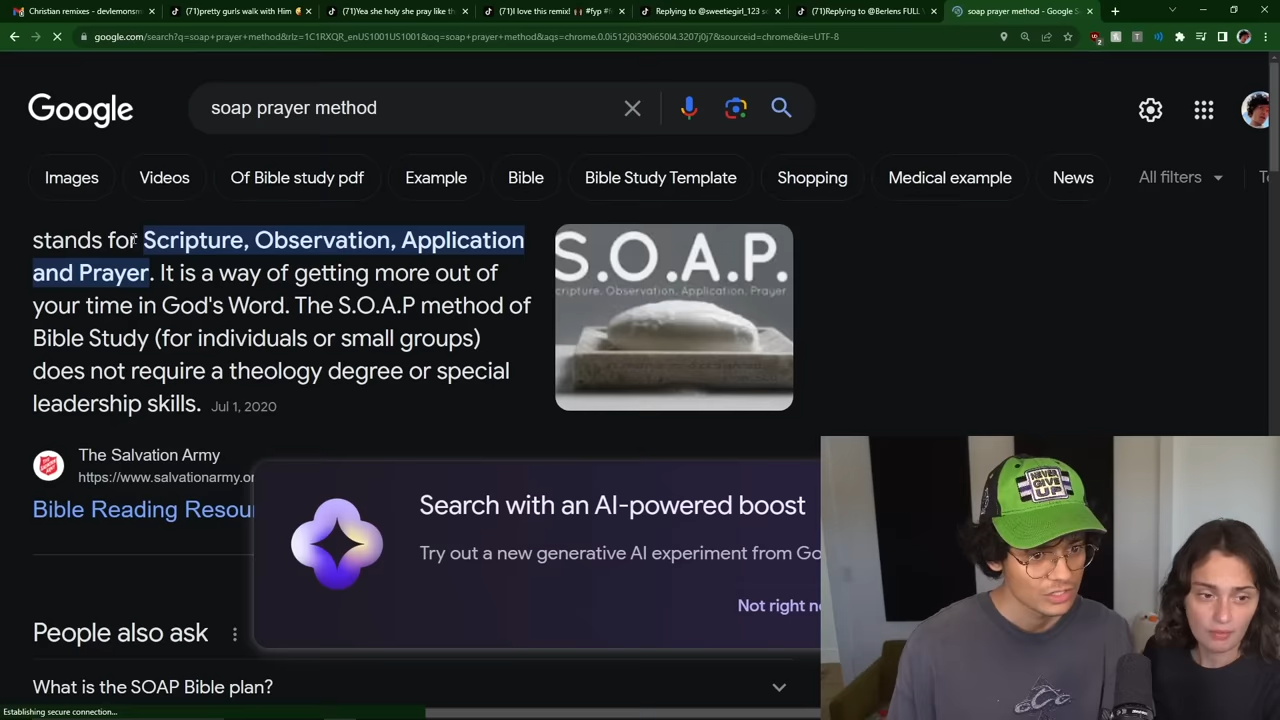 Christian remixes - devlemonsm
(71)pretty gurls walk with Him
(71)Yea she holy she pray like the
(71)I love this remix! #fyp #f
Replying to @sweetiegirl_123 s
(71)Replying to @Berlens FULL
soap prayer method - Google S
google.com/search?q=soap+prayer+method&rlz=1C1RXQR_enUS1001US1001&oq=soap+prayer+method&aqs=chrome.0.0i512j0i390i650l4.3207j0j7&sourceid=chrome&ie=UTF-8
Google
soap prayer method
Images
Videos
Of Bible study pdf
Example
Bible
Bible Study Template
Shopping
Medical example
News
All filters
stands for Scripture, Observation, Application
and Prayer. It is a way of getting more out of
your time in God's Word. The S.O.A.P method of
Bible Study (for individuals or small groups)
does not require a theology degree or special
leadership skills. Jul 1, 2020
S.O.A.P.
cripture, Observation, Application, Prayer
The Salvation Army
https://www.salvationarmy.or
Bible Reading Resour
Search with an AI-powered boost
Try out a new generative AI experiment from Go
Not right n
People also ask
What is the SOAP Bible plan?
Establishing secure connection...
NEVER
GIVE
UP